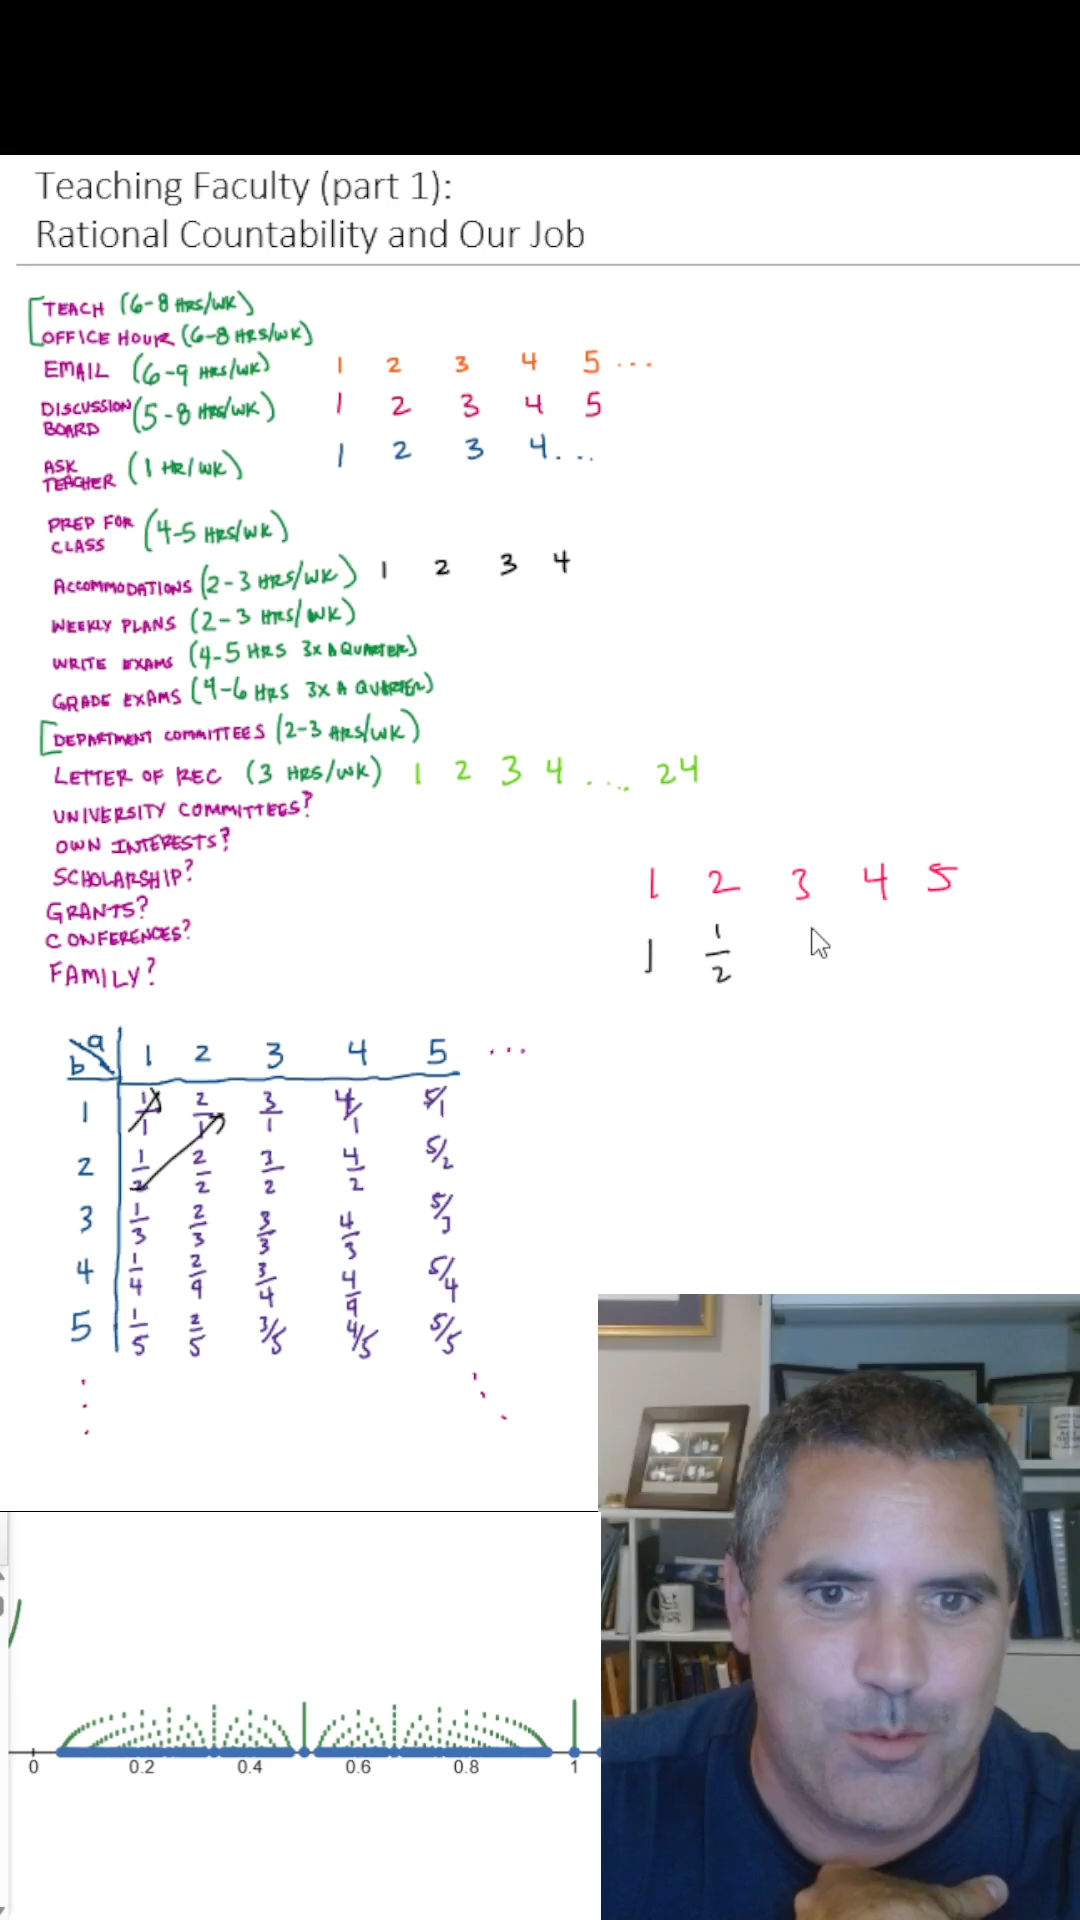 Teaching Faculty (part 1):
Rational Countability and Our Job
TEACH (6-8 HRS/WK)
OFFICE HOUR (6-8 HRS/WK)
EMAIL (6-9 HRS/WK) 1 2 3 4 5 ...
DISCUSSION BOARD (5-8 HRS/WK) 1 2 3 4 5
ASK TEACHER (1 HR/WK) 1 2 3 4...
PREP FOR CLASS (4-5 HRS/WK)
ACCOMMODATIONS (2-3 HRS/WK) 1 2 3 4
WEEKLY PLANS (2-3 HRS/WK)
WRITE EXAMS (4-5 HRS 3X A QUARTER)
GRADE EXAMS (4-6 HRS 3X A QUARTER)
DEPARTMENT COMMITTEES (2-3 HRS/WK)
LETTER OF REC (3 HRS/WK) 1 2 3 4 .... 24
UNIVERSITY COMMITTEES?
OWN INTERESTS?
SCHOLARSHIP?
GRANTS?
CONFERENCES?
FAMILY?
1 2 3 4 5
1 1/2
b a 1 2 3 4 5 ...
1 1/1 2/1 3/1 4/1 5/1
2 1/2 2/2 3/2 4/2 5/2
3 1/3 2/3 3/3 4/3 5/3
4 1/4 2/4 3/4 4/4 5/4
5 1/5 2/5 3/5 4/5 5/5
0 0.2 0.4 0.6 0.8 1